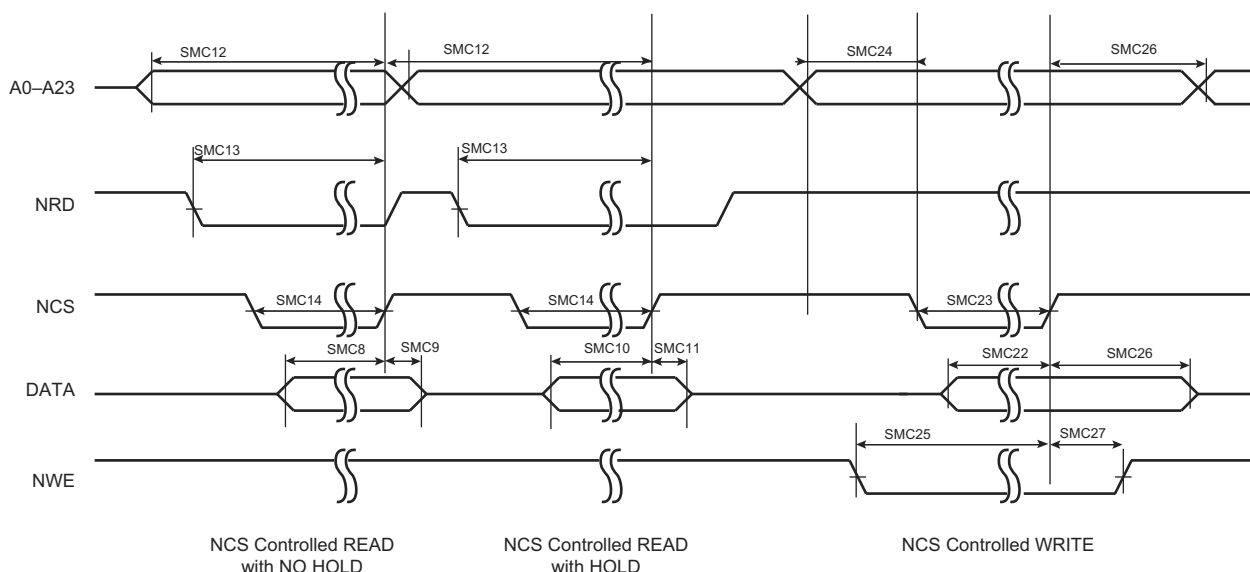 SMC12
SMC12
SMC24
SMC26
A0–A23
SMC13
SMC13
NRD
SMC14
SMC14
SMC23
NCS
SMC8
SMC9
SMC10
SMC11
SMC22
SMC26
DATA
SMC25
SMC27
NWE
NCS Controlled READ
with NO HOLD
NCS Controlled READ
with HOLD
NCS Controlled WRITE